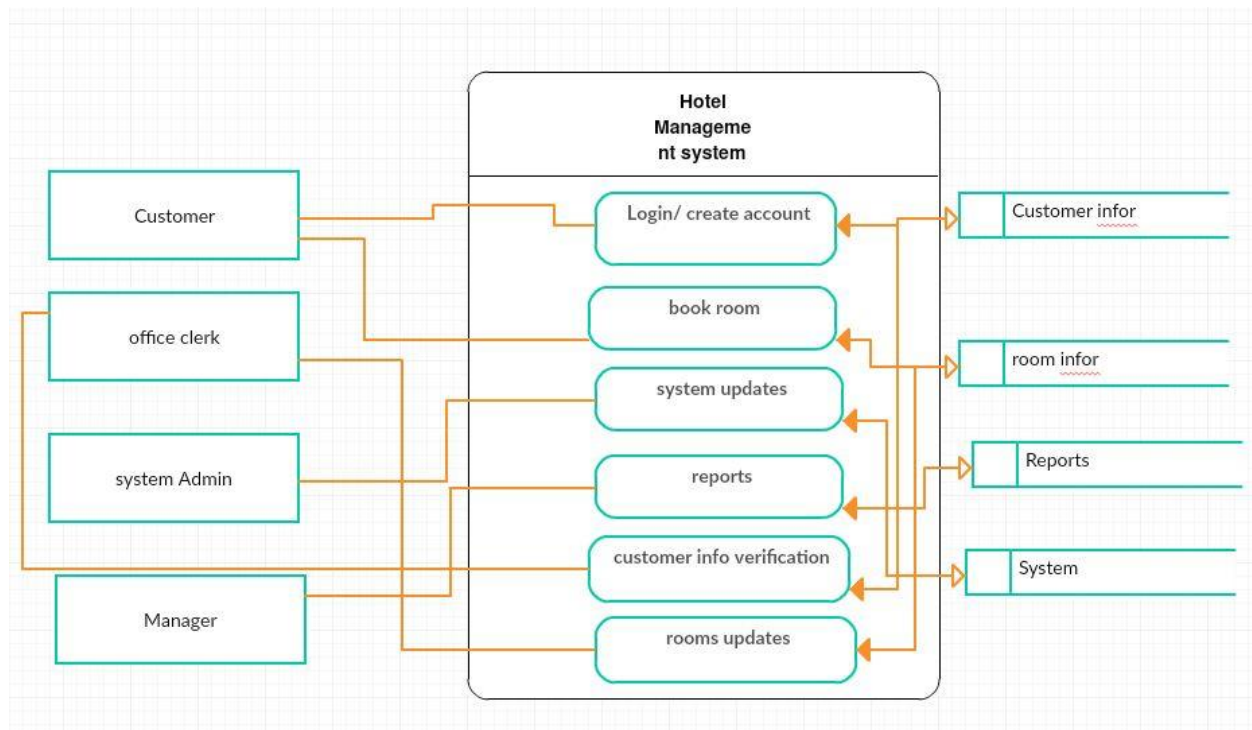 Hotel
Manageme
nt system
Customer
office clerk
system Admin
Manager
Login/ create account
book room
system updates
reports
customer info verification
rooms updates
Customer infor
room infor
Reports
System